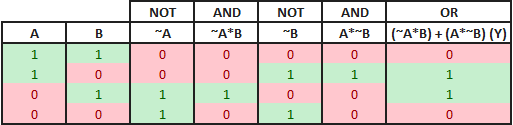 NOT AND NOT AND OR
A B ~A ~A*B ~B A*~B (~A*B) + (A*~B) (Y)
1 1 0 0 0 0 0
1 0 0 0 1 1 1
0 1 1 1 0 0 1
0 0 1 0 1 0 0